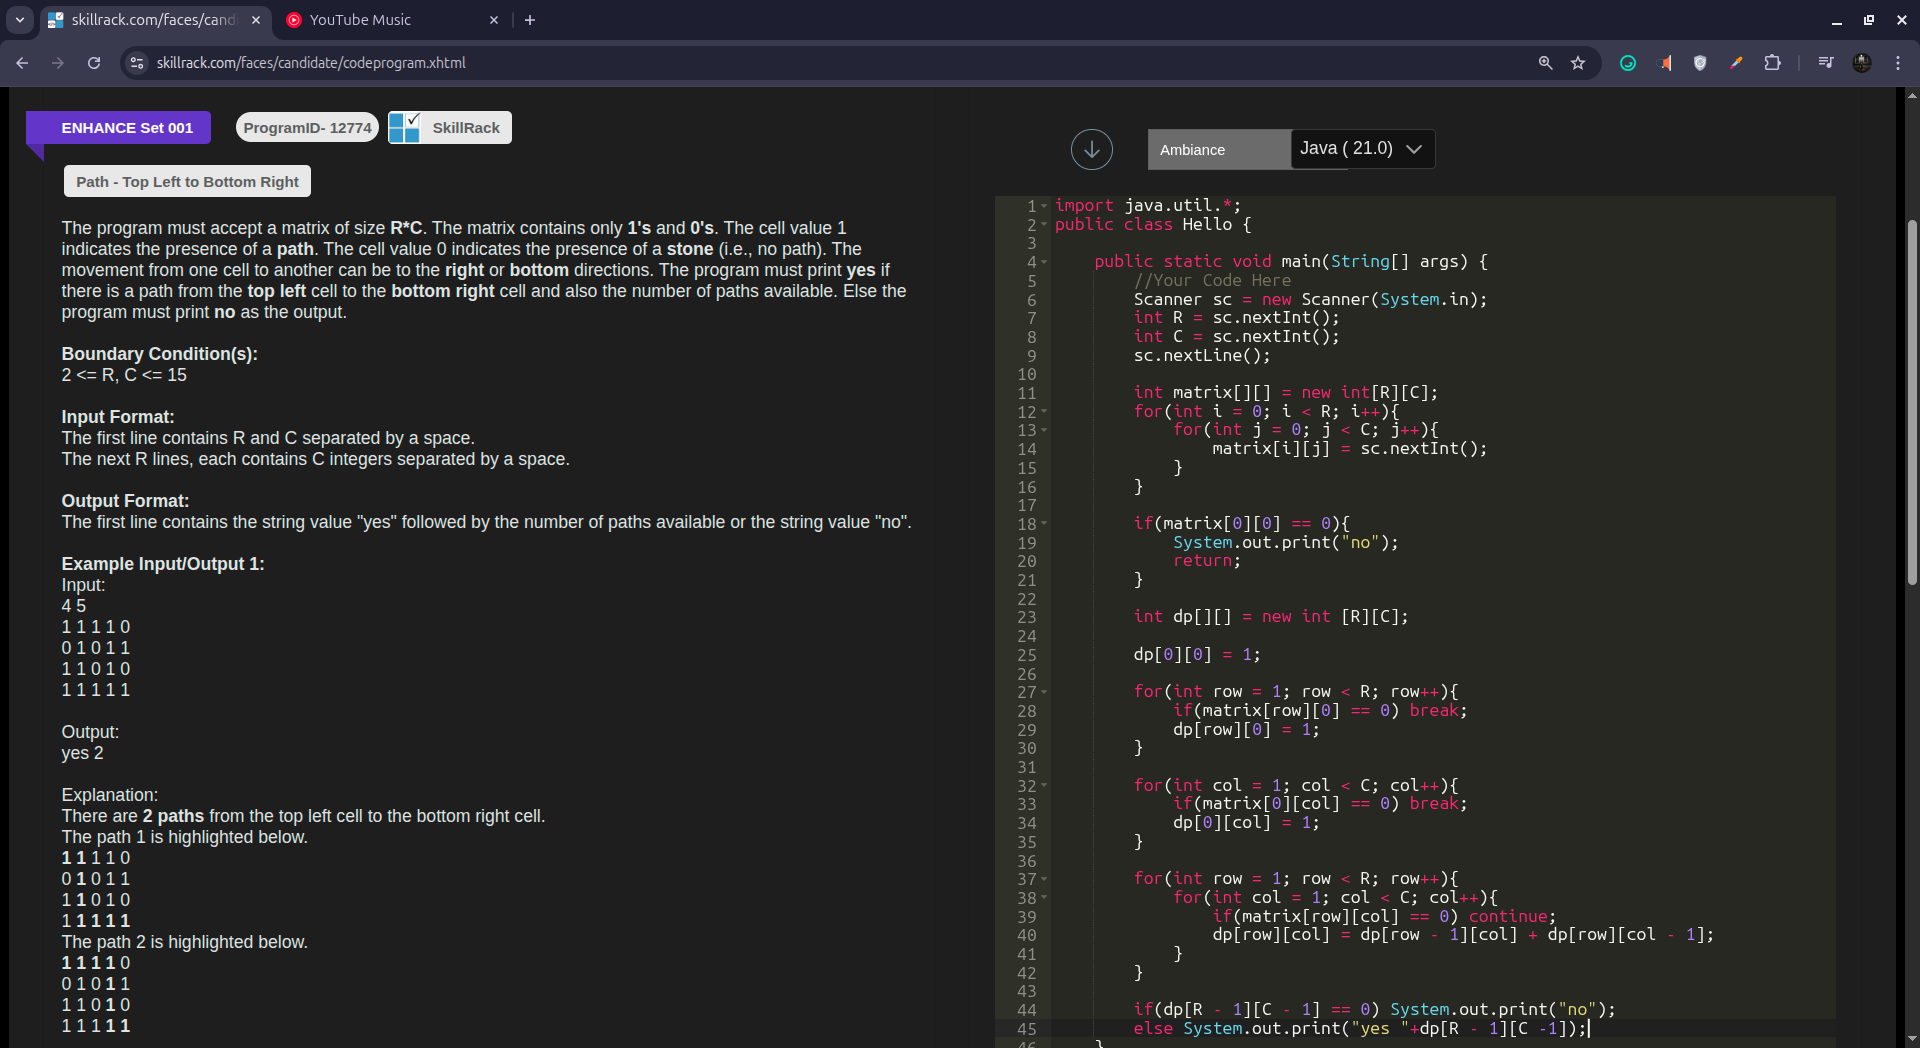 skillrack.com/faces/candi
YouTube Music
skillrack.com/faces/candidate/codeprogram.xhtml
ENHANCE Set 001
ProgramID- 12774
SkillRack
Path - Top Left to Bottom Right
The program must accept a matrix of size R*C. The matrix contains only 1's and 0's. The cell value 1
indicates the presence of a path. The cell value 0 indicates the presence of a stone (i.e., no path). The
movement from one cell to another can be to the right or bottom directions. The program must print yes if
there is a path from the top left cell to the bottom right cell and also the number of paths available. Else the
program must print no as the output.
Boundary Condition(s):
2 <= R, C <= 15
Input Format:
The first line contains R and C separated by a space.
The next R lines, each contains C integers separated by a space.
Output Format:
The first line contains the string value "yes" followed by the number of paths available or the string value "no".
Example Input/Output 1:
Input:
4 5
1 1 1 1 0
0 1 0 1 1
1 1 0 1 0
1 1 1 1 1
Output:
yes 2
Explanation:
There are 2 paths from the top left cell to the bottom right cell.
The path 1 is highlighted below.
1 1 1 1 0
0 1 0 1 1
1 1 0 1 0
1 1 1 1 1
The path 2 is highlighted below.
1 1 1 1 0
0 1 0 1 1
1 1 0 1 0
1 1 1 1 1
Ambiance
Java ( 21.0)
1 import java.util.*;
2 public class Hello {
3
4     public static void main(String[] args) {
5         //Your Code Here
6         Scanner sc = new Scanner(System.in);
7         int R = sc.nextInt();
8         int C = sc.nextInt();
9         sc.nextLine();
10
11         int matrix[][] = new int[R][C];
12         for(int i = 0; i < R; i++){
13             for(int j = 0; j < C; j++){
14                 matrix[i][j] = sc.nextInt();
15             }
16         }
17
18         if(matrix[0][0] == 0){
19             System.out.print("no");
20             return;
21         }
22
23         int dp[][] = new int [R][C];
24
25         dp[0][0] = 1;
26
27         for(int row = 1; row < R; row++){
28             if(matrix[row][0] == 0) break;
29             dp[row][0] = 1;
30         }
31
32         for(int col = 1; col < C; col++){
33             if(matrix[0][col] == 0) break;
34             dp[0][col] = 1;
35         }
36
37         for(int row = 1; row < R; row++){
38             for(int col = 1; col < C; col++){
39                 if(matrix[row][col] == 0) continue;
40                 dp[row][col] = dp[row - 1][col] + dp[row][col - 1];
41             }
42         }
43
44         if(dp[R - 1][C - 1] == 0) System.out.print("no");
45         else System.out.print("yes "+dp[R - 1][C -1]);
46     }